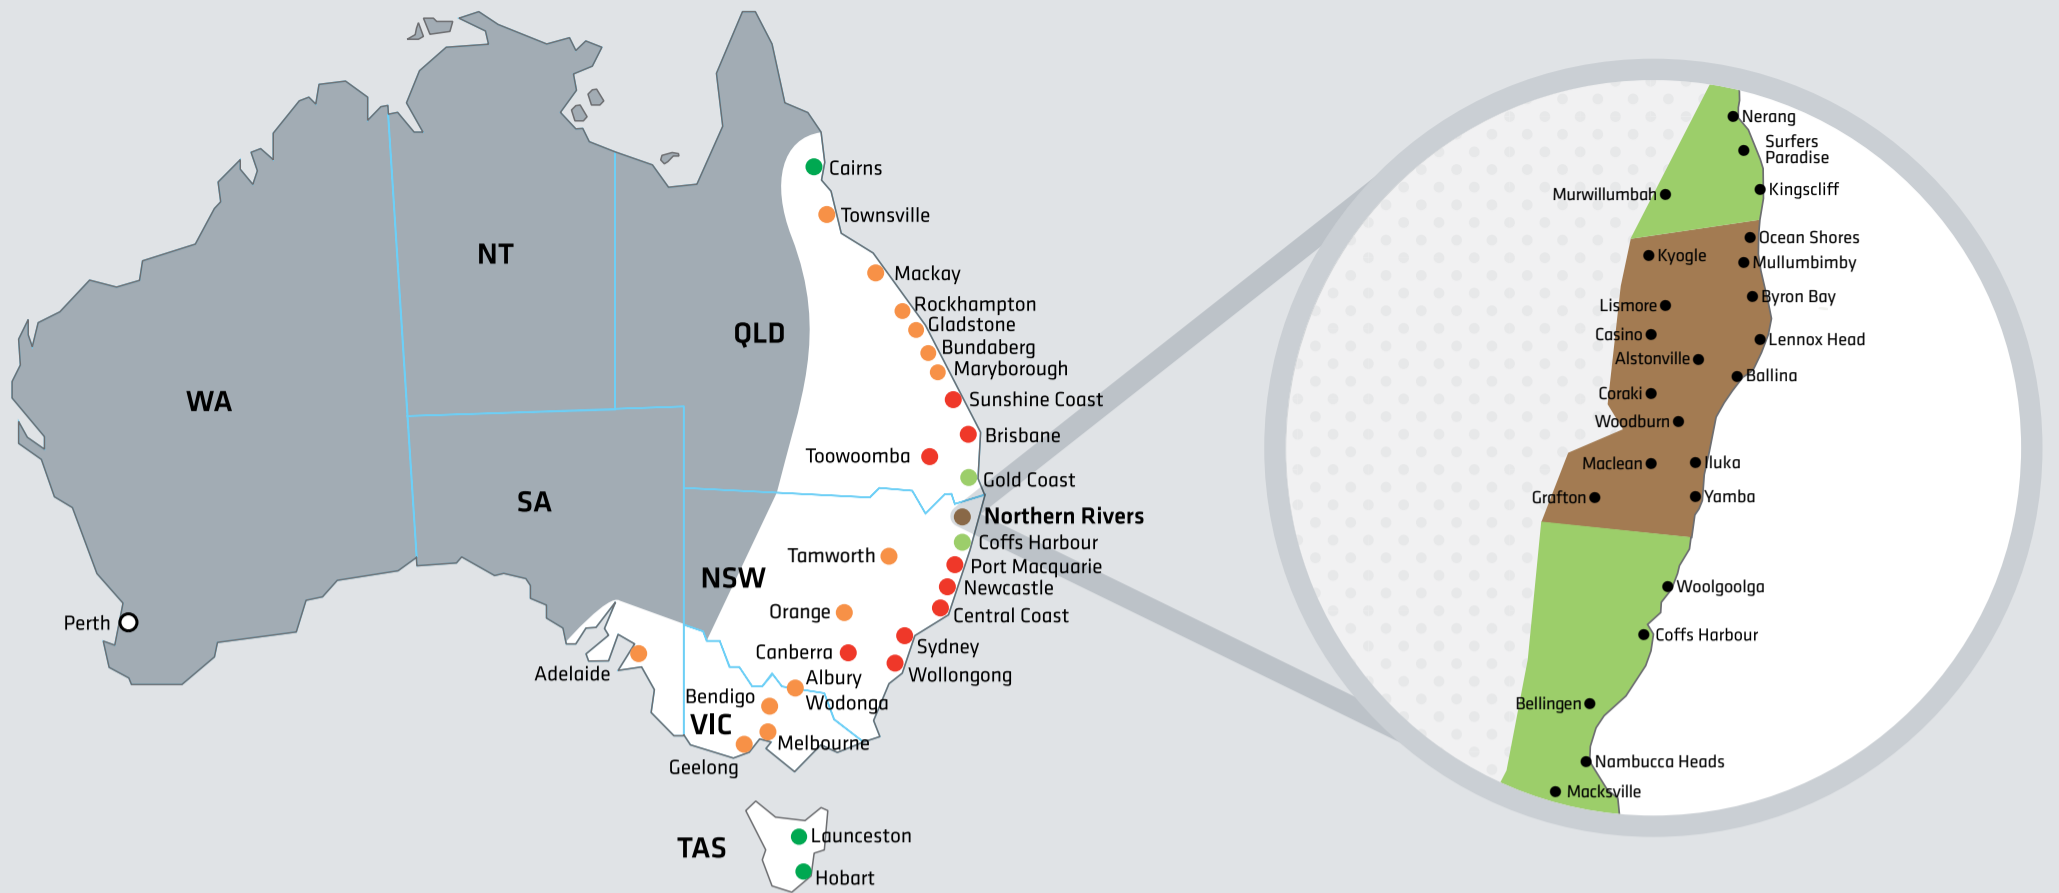 WA
NT
QLD
SA
NSW
VIC
TAS
Perth
Cairns
Townsville
Mackay
Rockhampton
Gladstone
Bundaberg
Maryborough
Sunshine Coast
Brisbane
Toowoomba
Gold Coast
Northern Rivers
Coffs Harbour
Tamworth
Port Macquarie
Newcastle
Orange
Central Coast
Sydney
Canberra
Wollongong
Adelaide
Albury
Wodonga
Bendigo
Melbourne
Geelong
Launceston
Hobart
Nerang
Surfers
Paradise
Kingscliff
Murwillumbah
Ocean Shores
Kyogle
Mullumbimby
Byron Bay
Lismore
Casino
Lennox Head
Alstonville
Ballina
Coraki
Woodburn
Maclean
Iluka
Grafton
Yamba
Woolgoolga
Coffs Harbour
Bellingen
Nambucca Heads
Macksville